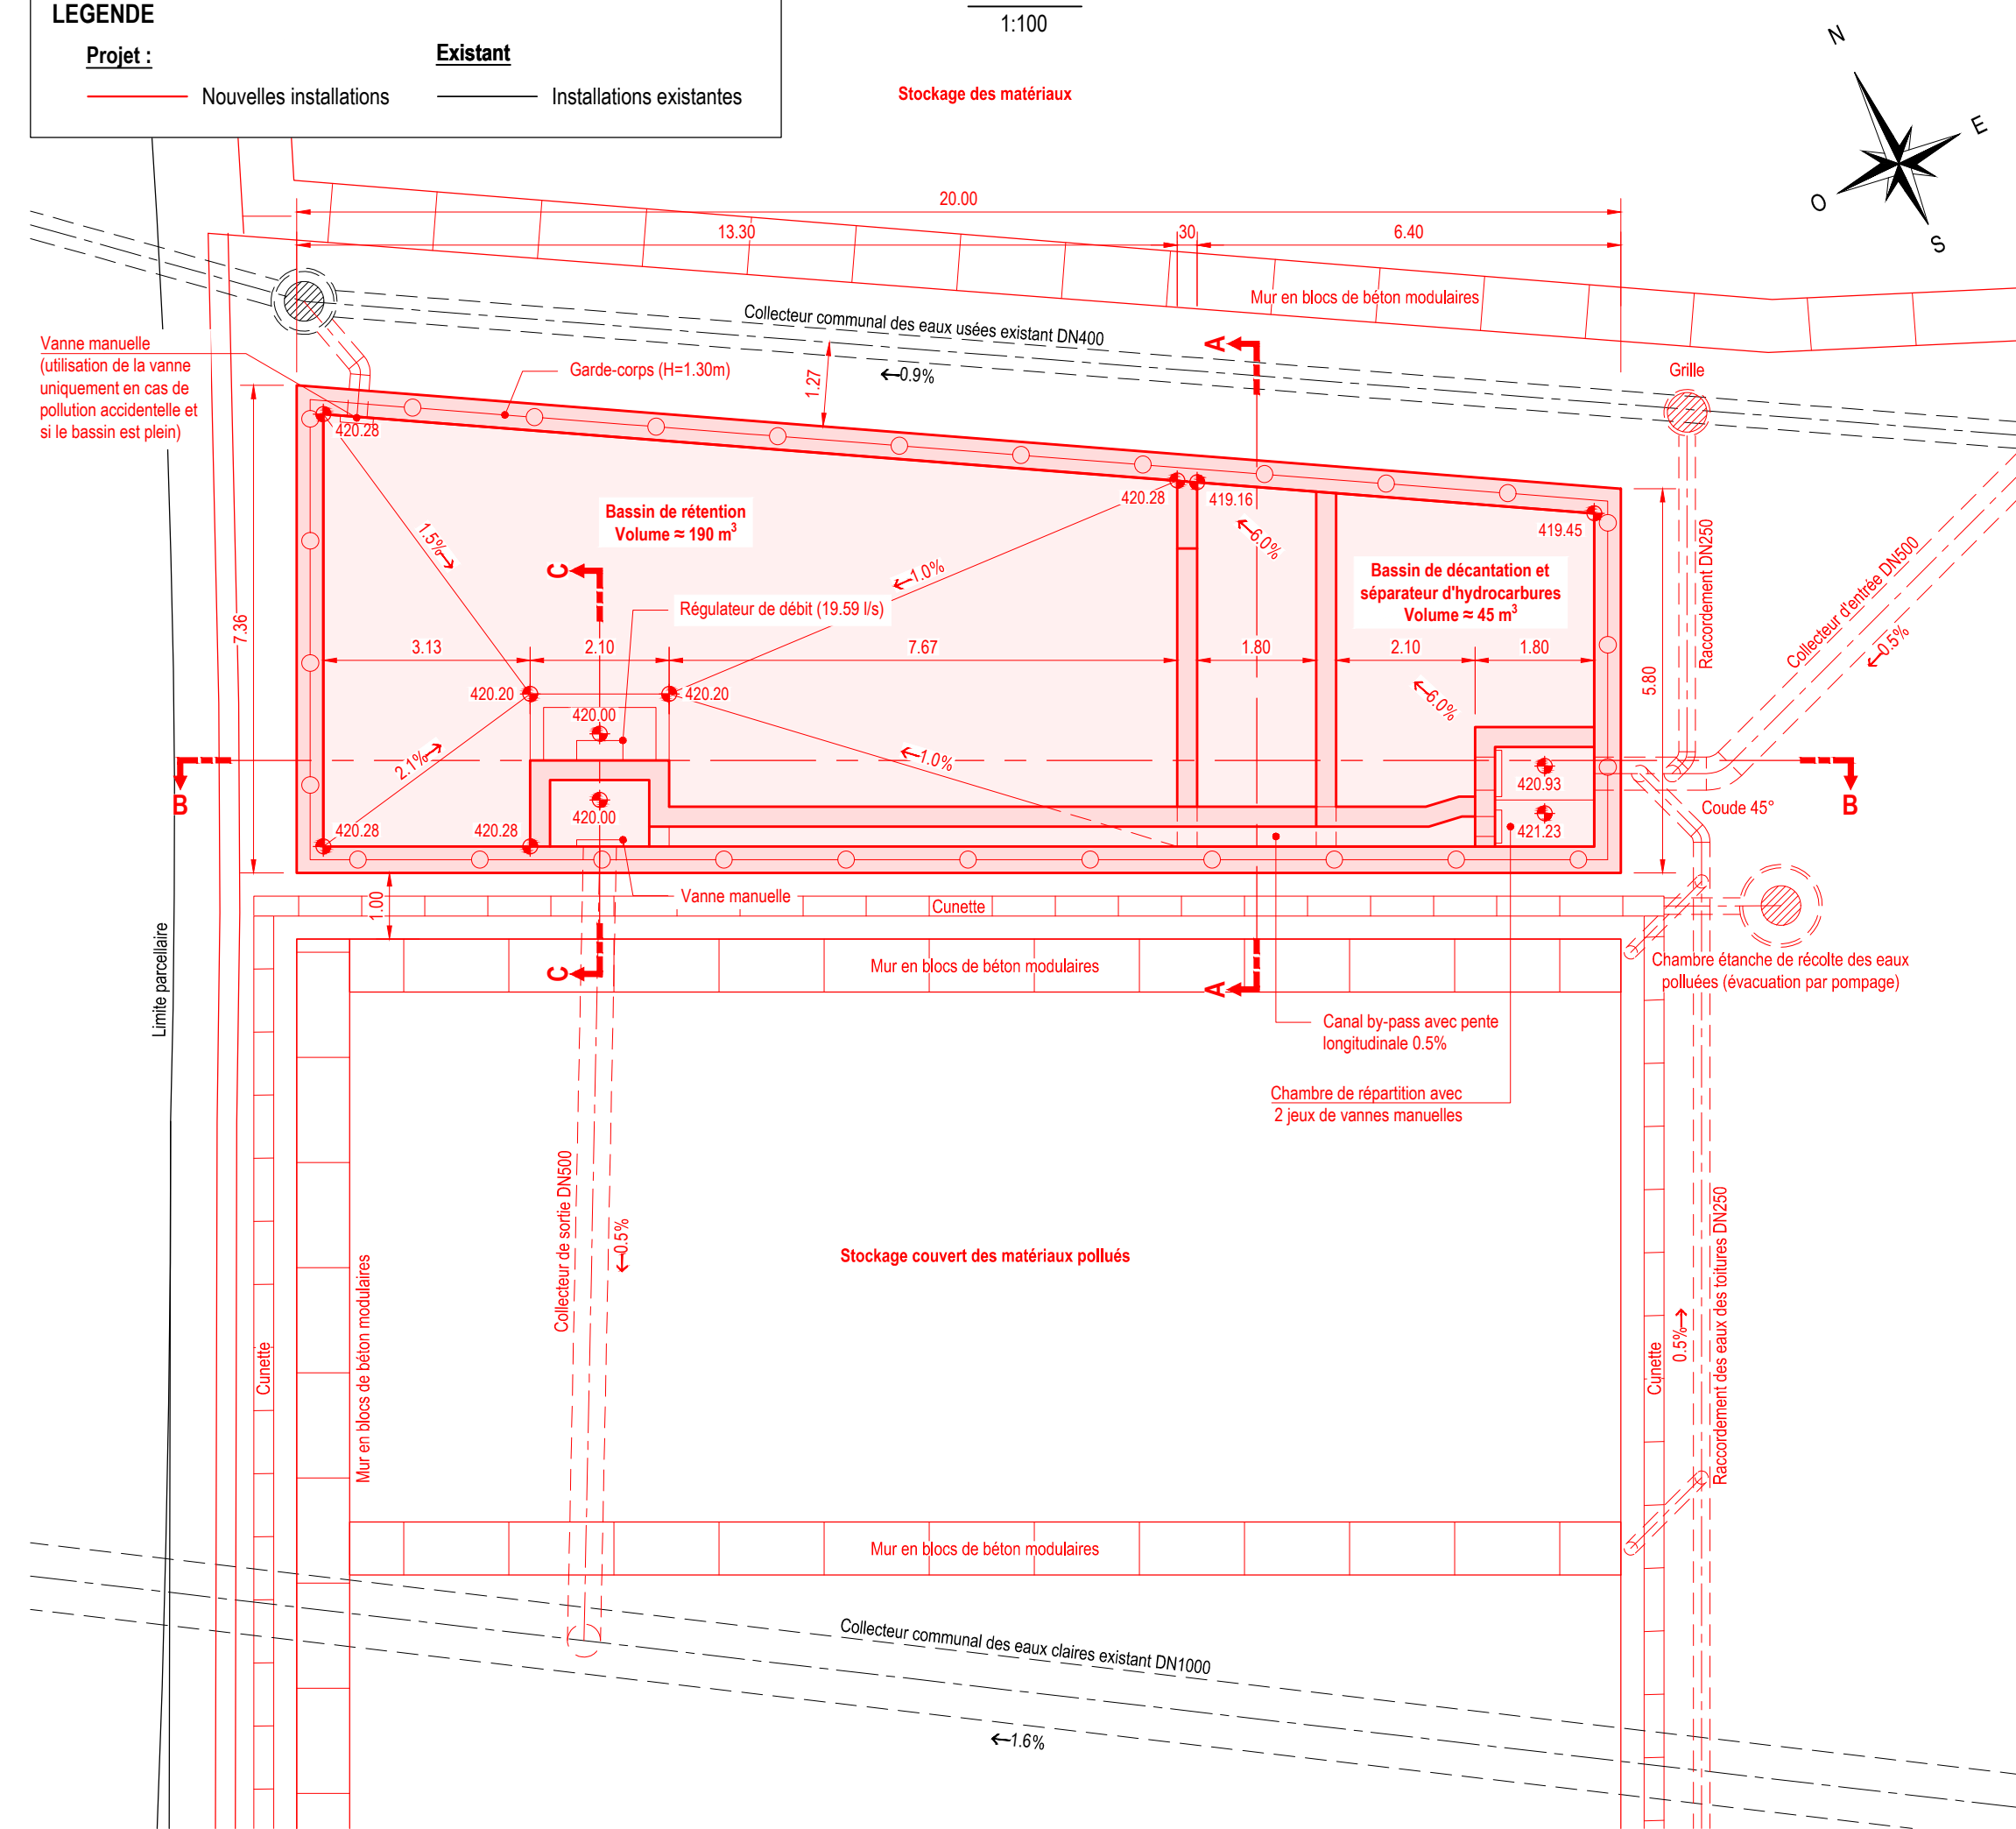 LEGENDE
Projet :
Existant
Nouvelles installations
Installations existantes
1:100
Stockage des matériaux
N
E
O
S
20.00
13.30
30
6.40
Mur en blocs de béton modulaires
Collecteur communal des eaux usées existant DN400
←0.9%
1.27
Vanne manuelle
(utilisation de la vanne
uniquement en cas de
pollution accidentelle et
si le bassin est plein)
Garde-corps (H=1.30m)
A
Grille
420.28
420.28
419.16
419.45
Bassin de rétention
Volume ≈ 190 m³
1.5%→
←1.0%
←6.0%
Bassin de décantation et
séparateur d'hydrocarbures
Volume ≈ 45 m³
Raccordement DN250
Collecteur d'entrée DN500
←0.5%
C
Régulateur de débit (19.59 l/s)
7.36
3.13
2.10
7.67
1.80
2.10
1.80
5.80
420.20
420.20
420.00
←6.0%
2.1%→
←1.0%
B
B
420.93
Coude 45°
420.28
420.28
420.00
421.23
Vanne manuelle
1.00
Cunette
Limite parcellaire
C
Mur en blocs de béton modulaires
A
Chambre étanche de récolte des eaux
polluées (évacuation par pompage)
Canal by-pass avec pente
longitudinale 0.5%
Chambre de répartition avec
2 jeux de vannes manuelles
Collecteur de sortie DN500
←0.5%
Stockage couvert des matériaux pollués
Mur en blocs de béton modulaires
Cunette
Cunette
0.5%→
Raccordement des eaux des toitures DN250
Mur en blocs de béton modulaires
Collecteur communal des eaux claires existant DN1000
←1.6%